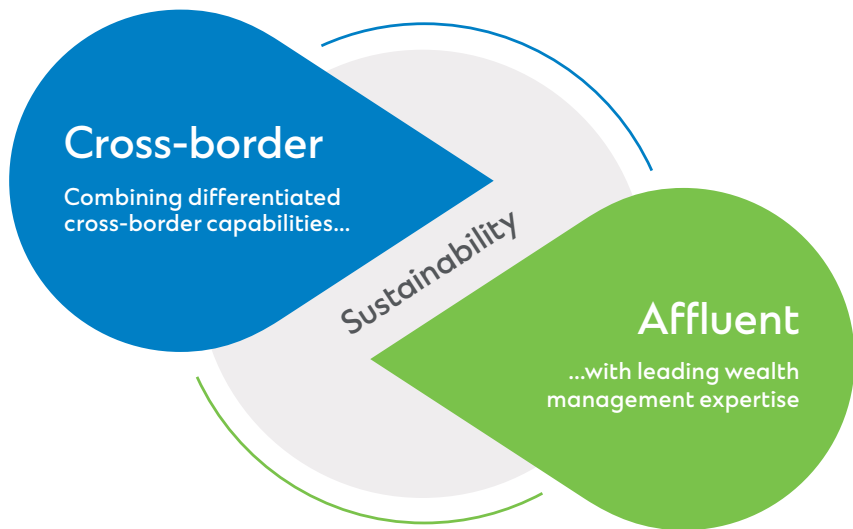 Cross-border
Combining differentiated
cross-border capabilities...
Sustainability
Affluent
...with leading wealth
management expertise